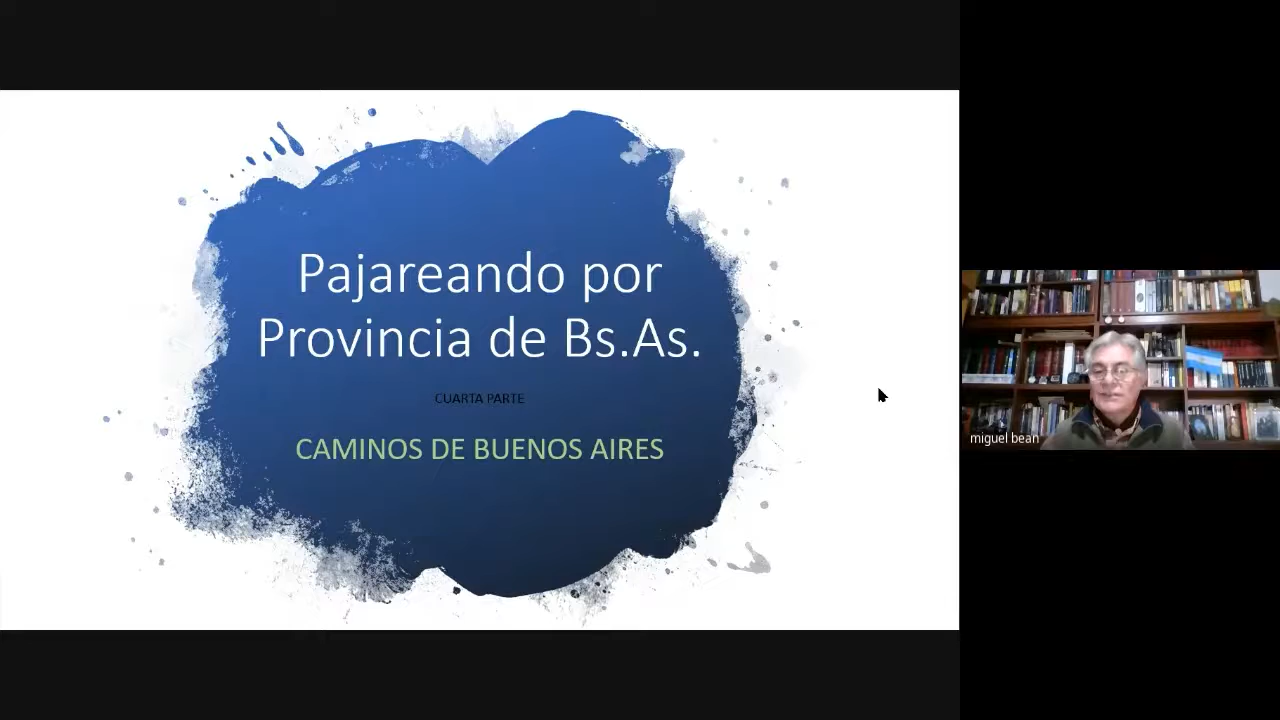 Pajareando por
Provincia de Bs.As.
CUARTA PARTE
CAMINOS DE BUENOS AIRES
miguel bean